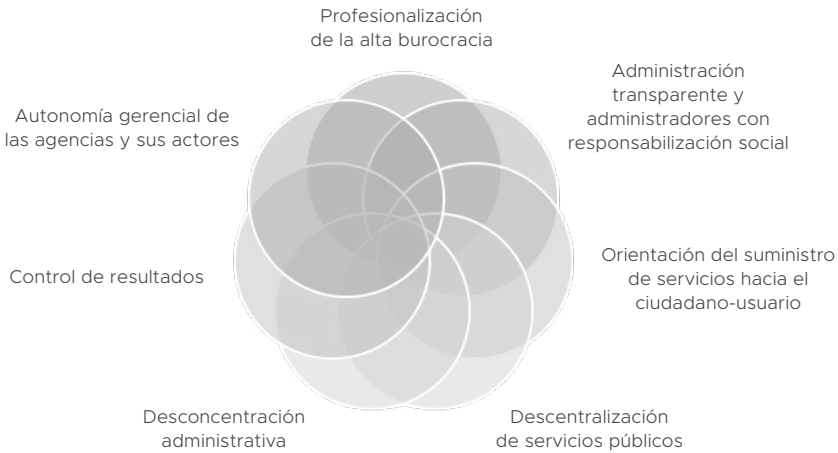 Profesionalización
de la alta burocracia
Administración
transparente y
administradores con
responsabilización social
Orientación del suministro
de servicios hacia el
ciudadano-usuario
Descentralización
de servicios públicos
Desconcentración
administrativa
Control de resultados
Autonomía gerencial de
las agencias y sus actores